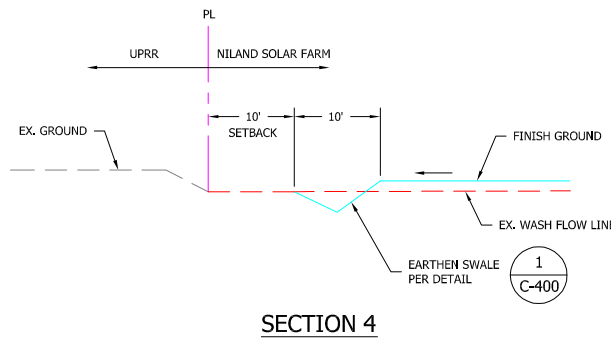 PL
UPRR
NILAND SOLAR FARM
10'
10'
SETBACK
EX. GROUND
FINISH GROUND
EX. WASH FLOW LINE
EARTHEN SWALE
PER DETAIL
1
C-400
SECTION 4